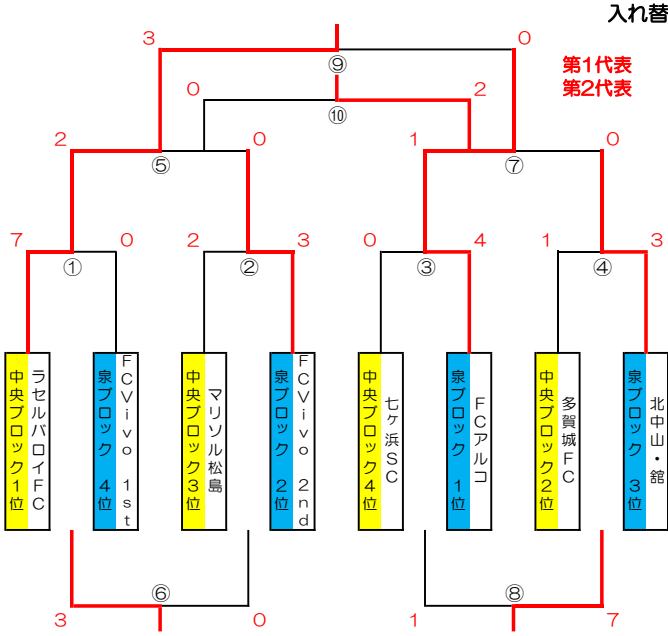 入れ替
3
0
⑨
第1代表
第2代表
0
2
⑩
2
0
1
0
⑤
⑦
7
0
2
3
0
4
1
3
①
②
③
④
中央ブロック1位
ラセルバロイFC
泉ブロック 4位
FCVivo 1st
中央ブロック3位
マリソル松島
泉ブロック 2位
FCVivo 2nd
中央ブロック4位
七ヶ浜SC
泉ブロック 1位
FCアルコ
中央ブロック2位
多賀城FC
泉ブロック 3位
北中山・舘
⑥
⑧
3
0
1
7